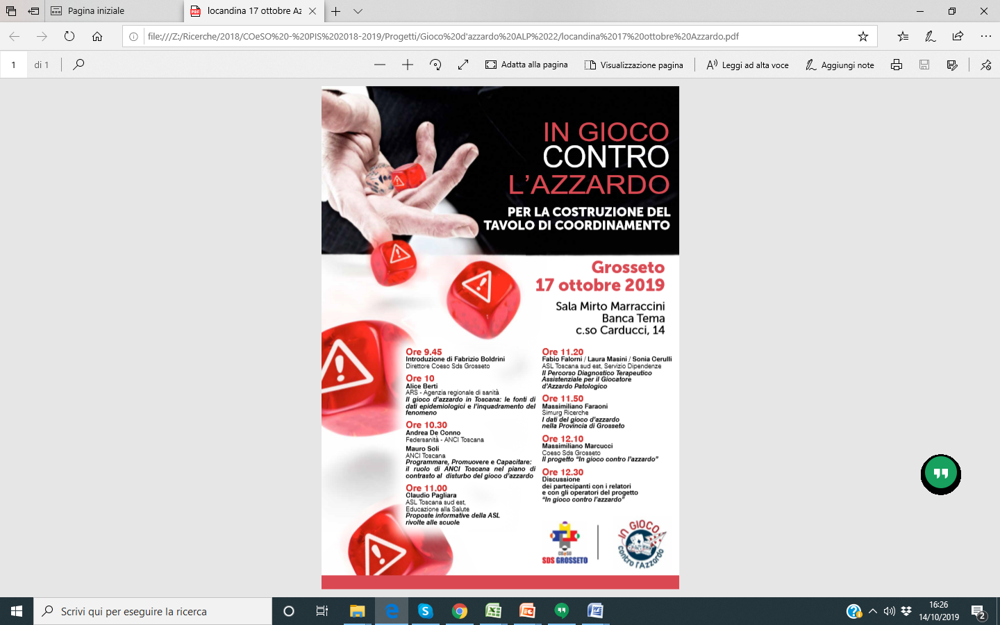 Pagina iniziale
locandina 17 ottobre Az
file:///Z:/Ricerche/2018/COeSO%20-%20PIS%202018-2019/Progetti/Gioco%20d'azzardo%20ALP%2022/locandina%2017%20ottobre%20Azzardo.pdf
1 di 1
Adatta alla pagina
Visualizzazione pagina
Leggi ad alta voce
Aggiungi note
IN GIOCO
CONTRO
L'AZZARDO
PER LA COSTRUZIONE DEL
TAVOLO DI COORDINAMENTO
Grosseto
17 ottobre 2019
Sala Mirto Marraccini
Banca Tema
c.so Carducci, 14
Ore 9.45
Introduzione di Fabrizio Boldrini
Direttore Coeso Sds Grosseto
Ore 10
Alice Berti
ARS - Agenzia regionale di sanità
Il gioco d'azzardo in Toscana: le fonti di
dati epidemiologici e l'inquadramento del
fenomeno
Ore 10.30
Andrea De Conno
Federsanità - ANCI Toscana
Mauro Soli
ANCI Toscana
Programmare, Promuovere e Capacitare:
il ruolo di ANCI Toscana nel piano di
contrasto al disturbo del gioco d'azzardo
Ore 11.00
Claudio Pagliara
ASL Toscana sud est,
Educazione alla Salute
Proposte informative della ASL
rivolte alle scuole
Ore 11.20
Fabio Falorni / Laura Masini / Sonia Cerulli
ASL Toscana sud est, Servizio Dipendenze
Il Percorso Diagnostico Terapeutico
Assistenziale per il Giocatore
d'Azzardo Patologico
Ore 11.50
Massimiliano Faraoni
Simurg Ricerche
I dati del gioco d'azzardo
nella Provincia di Grosseto
Ore 12.10
Massimiliano Marcucci
Coeso Sds Grosseto
Il progetto "In gioco contro l'azzardo"
Ore 12.30
Discussione
dei partecipanti con i relatori
e con gli operatori del progetto
"In gioco contro l'azzardo"
COeSO
SDS GROSSETO
IN GIOCO
contro l'Azzardo
Scrivi qui per eseguire la ricerca
16:26
14/10/2019
2